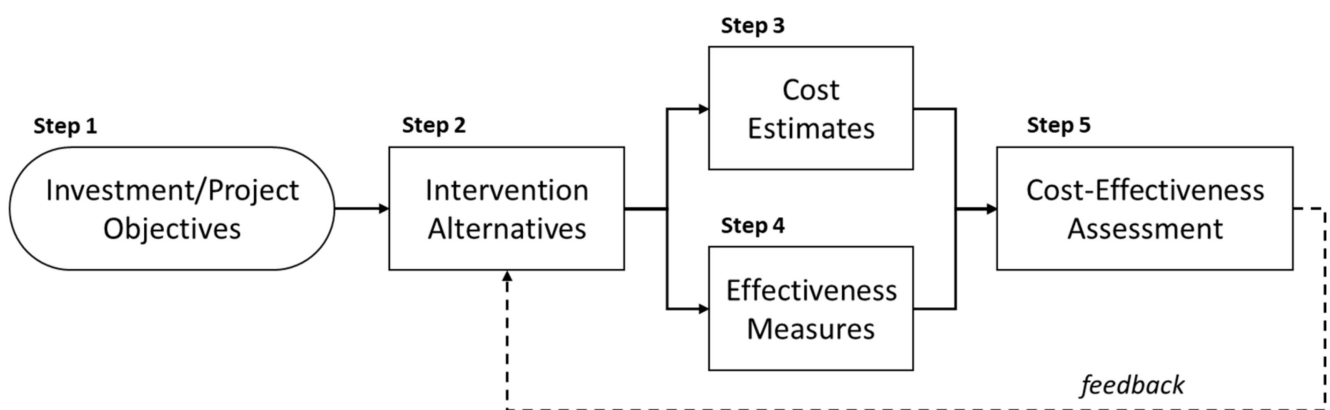 Step 1
Investment/Project
Objectives
Step 2
Intervention
Alternatives
Step 3
Cost
Estimates
Step 4
Effectiveness
Measures
Step 5
Cost-Effectiveness
Assessment
feedback